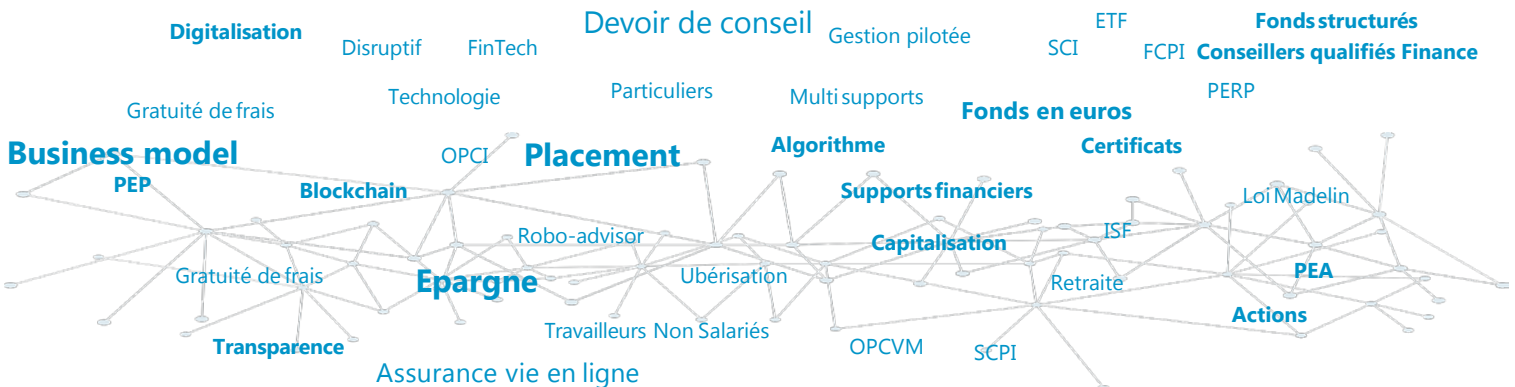 Devoir de conseil
ETF
Fonds structurés
Digitalisation
Gestion pilotée
Disruptif
FinTech
SCI
FCPI
Conseillers qualifiés Finance
Technologie
Particuliers
Multi supports
PERP
Gratuité de frais
Fonds en euros
Business model
OPCI
Placement
Algorithme
Certificats
PEP
Blockchain
Supports financiers
Loi Madelin
Robo-advisor
Capitalisation
ISF
Gratuité de frais
Epargne
Ubérisation
Retraite
PEA
Travailleurs Non Salariés
Actions
Transparence
OPCVM
SCPI
Assurance vie en ligne